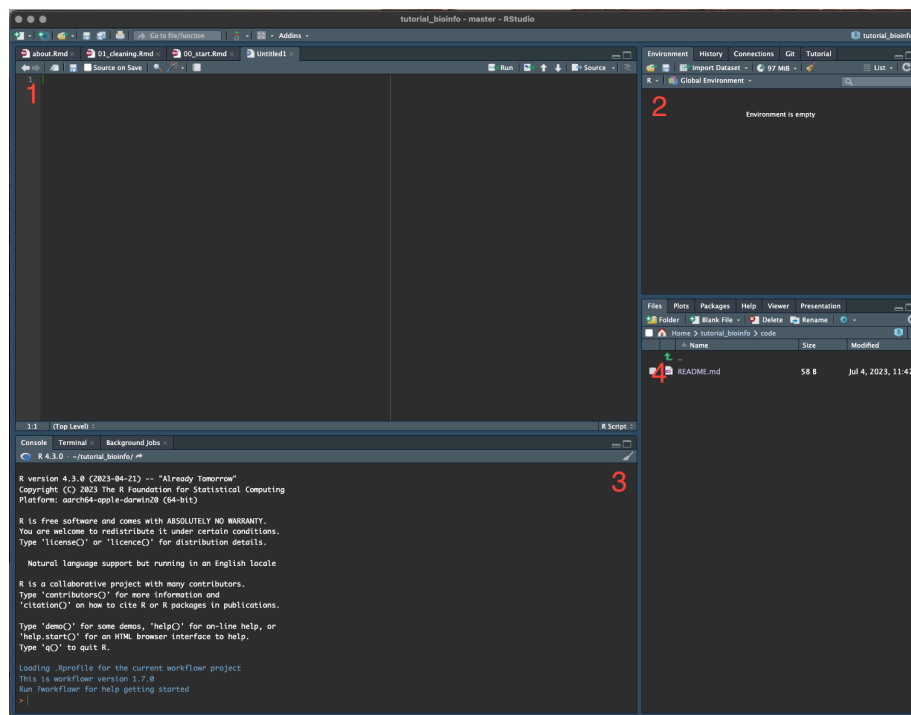 tutorial_bioinfo - master - RStudio
Go to file/function
Addins
tutorial_bioinfo
about.Rmd
01_cleaning.Rmd
00_start.Rmd
Untitled1
Source on Save
Run
Source
1
1
1:1
(Top Level)
R Script
Environment
History
Connections
Git
Tutorial
Import Dataset
97 MiB
List
R
Global Environment
2
Environment is empty
Console
Terminal
Background Jobs
R 4.3.0 · ~/tutorial_bioinfo/
3
R version 4.3.0 (2023-04-21) -- "Already Tomorrow"
Copyright (C) 2023 The R Foundation for Statistical Computing
Platform: aarch64-apple-darwin20 (64-bit)
R is free software and comes with ABSOLUTELY NO WARRANTY.
You are welcome to redistribute it under certain conditions.
Type 'license()' or 'licence()' for distribution details.
Natural language support but running in an English locale
R is a collaborative project with many contributors.
Type 'contributors()' for more information and
'citation()' on how to cite R or R packages in publications.
Type 'demo()' for some demos, 'help()' for on-line help, or
'help.start()' for an HTML browser interface to help.
Type 'q()' to quit R.
Loading .Rprofile for the current workflowr project
This is workflowr version 1.7.0
Run ?workflowr for help getting started
>
Files
Plots
Packages
Help
Viewer
Presentation
Folder
Blank File
Delete
Rename
Home > tutorial_bioinfo > code
Name
Size
Modified
..
4
README.md
58 B
Jul 4, 2023, 11:47